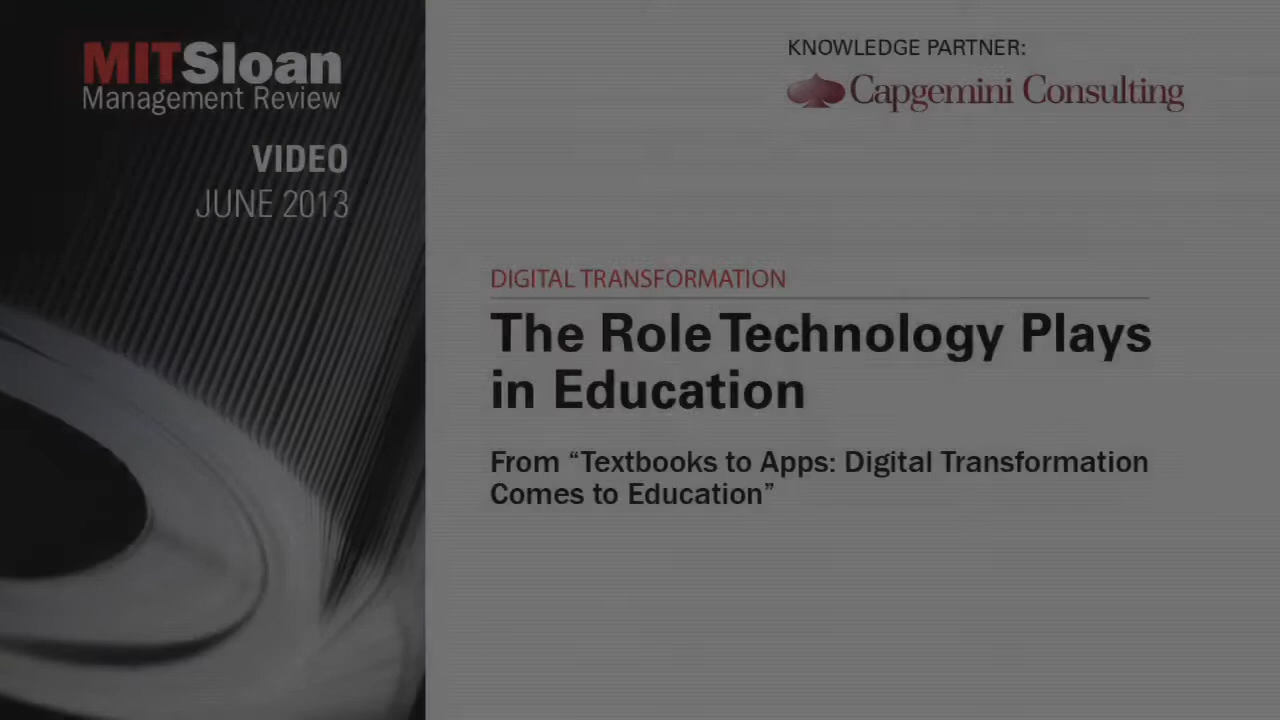 MITSloan
Management Review
VIDEO
JUNE 2013
KNOWLEDGE PARTNER:
Capgemini Consulting
DIGITAL TRANSFORMATION
The Role Technology Plays
in Education
From “Textbooks to Apps: Digital Transformation
Comes to Education”